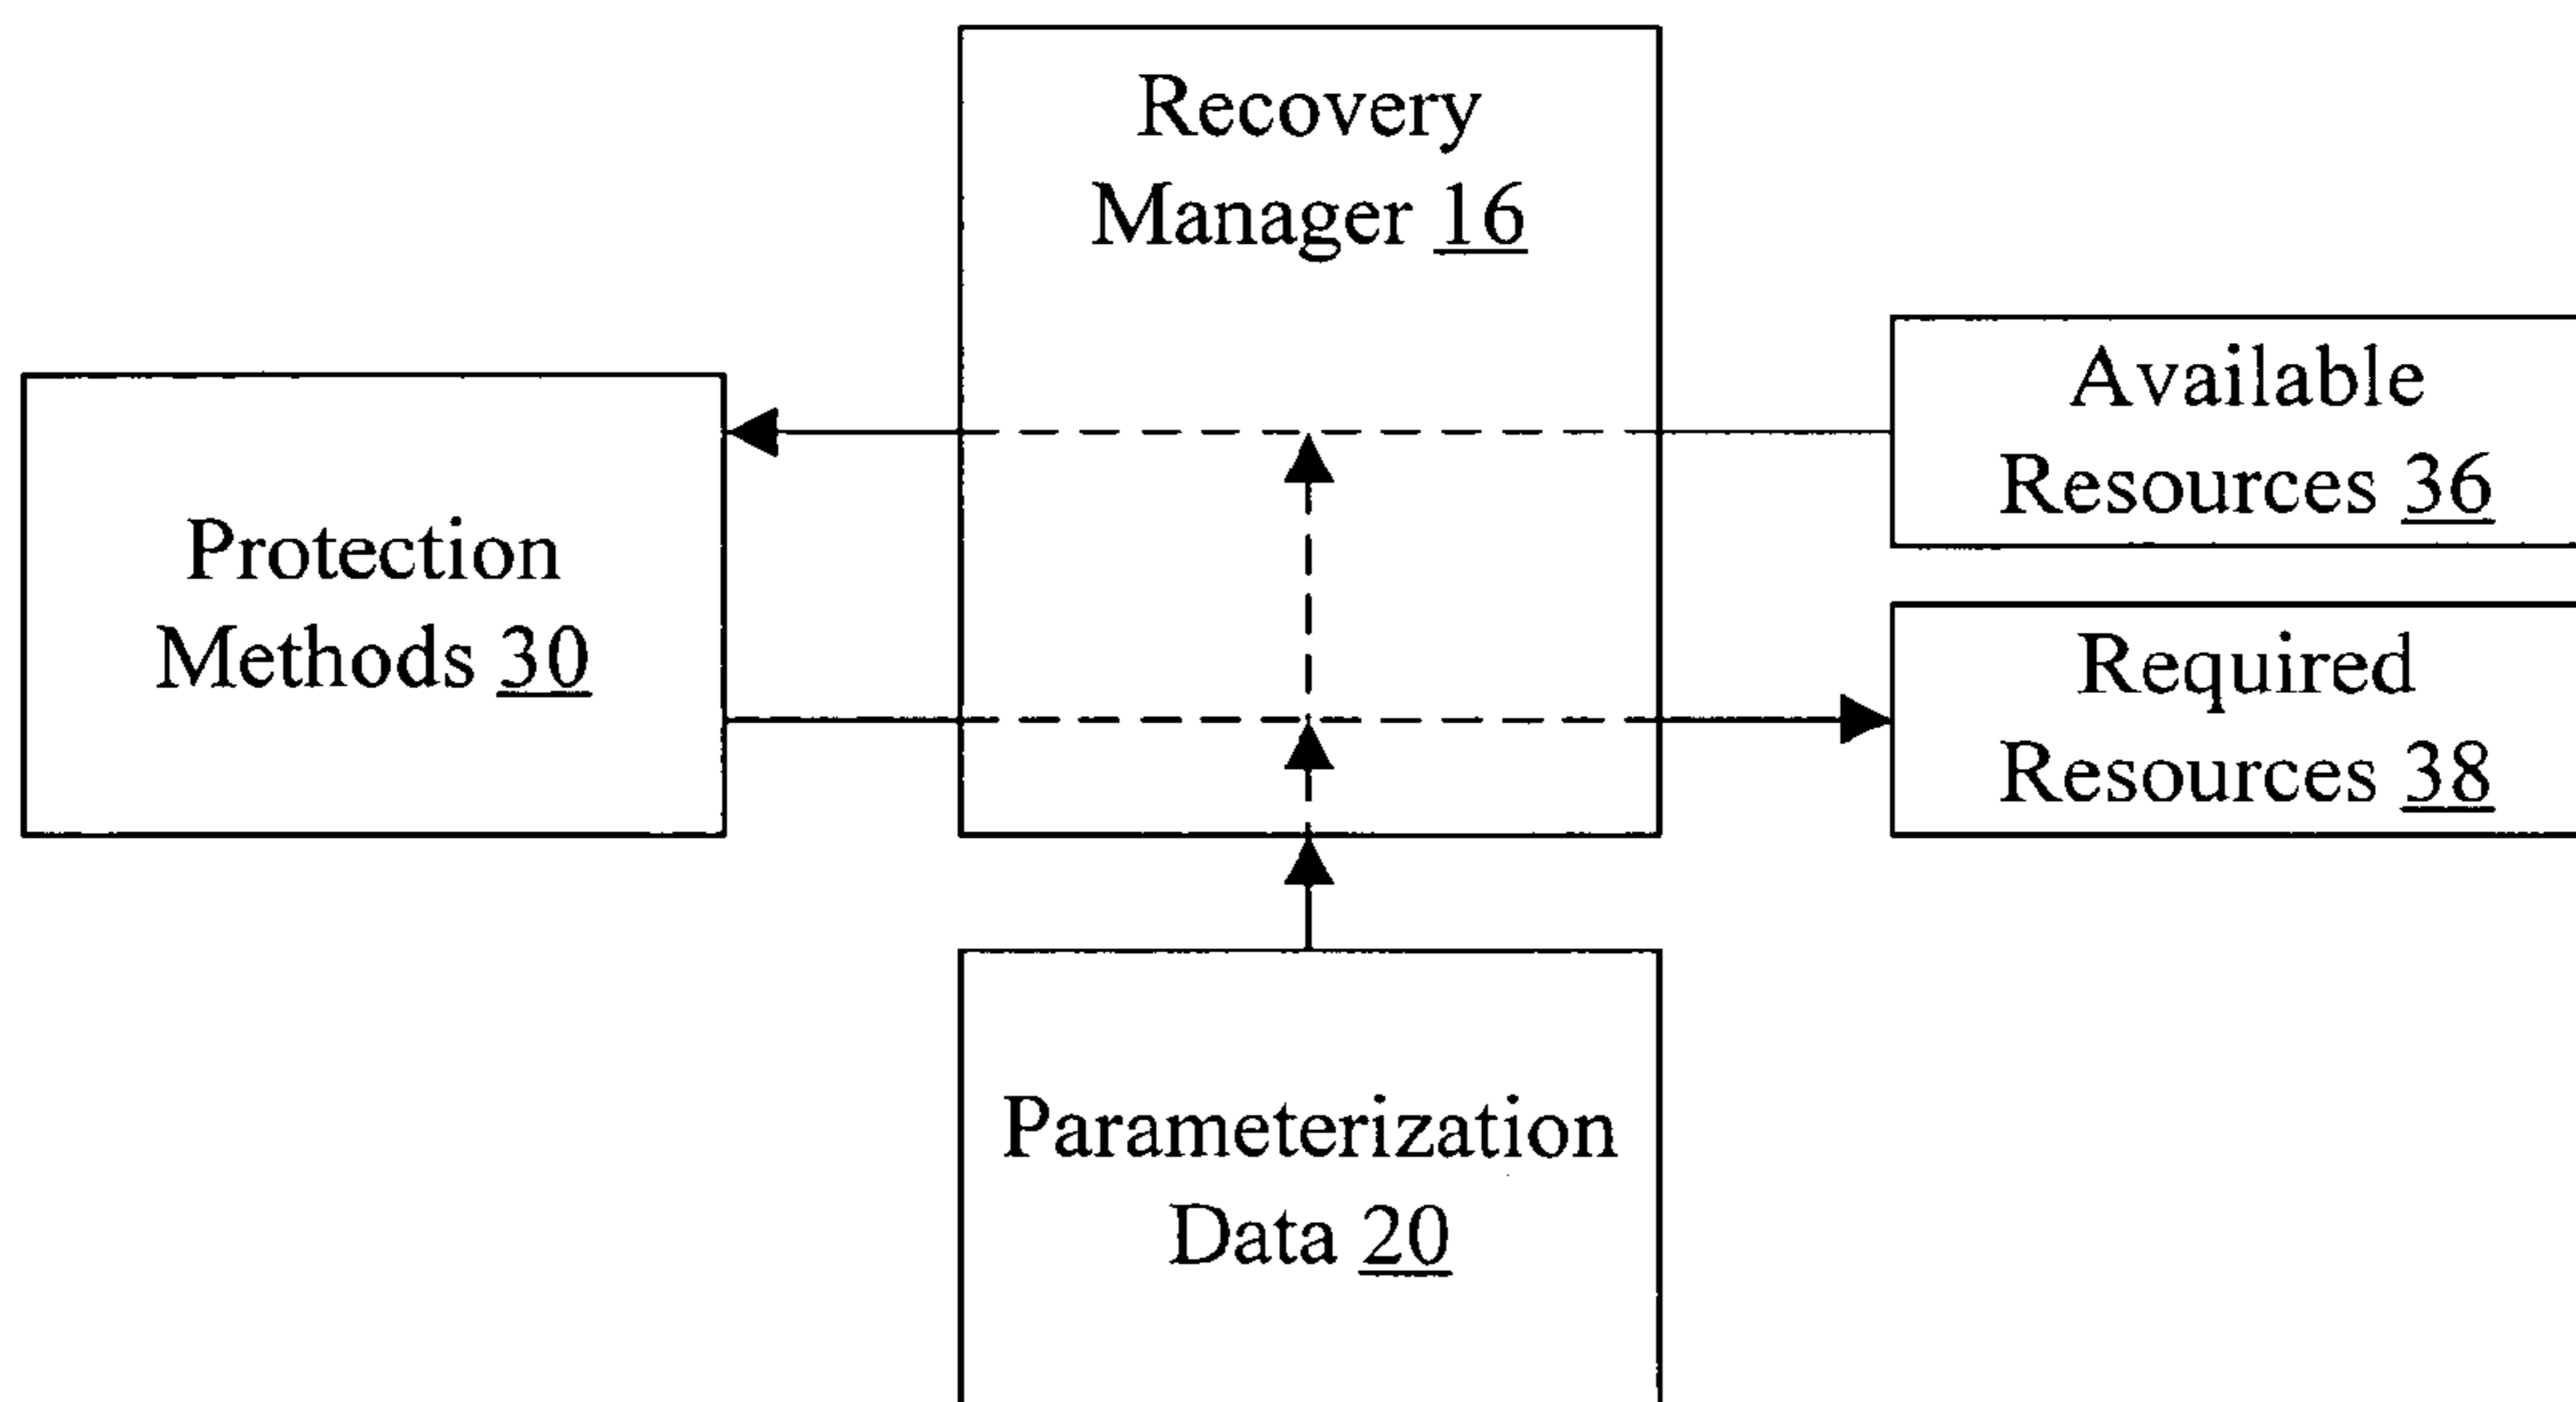 Recovery
Manager 16
Available
Resources 36
Protection
Methods 30
Required
Resources 38
Parameterization
Data 20